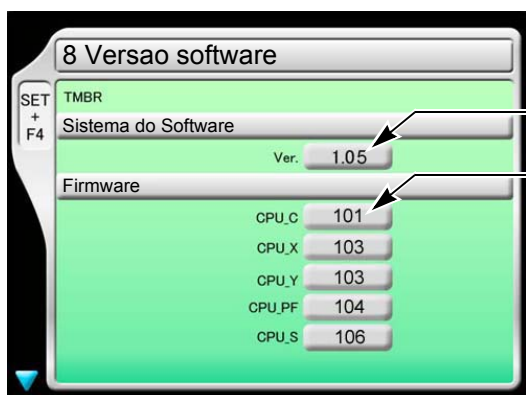 8 Versao software
SET
+
F4
TMBR
Sistema do Software
Ver. 1.05
Firmware
CPU_C 101
CPU_X 103
CPU_Y 103
CPU_PF 104
CPU_S 106